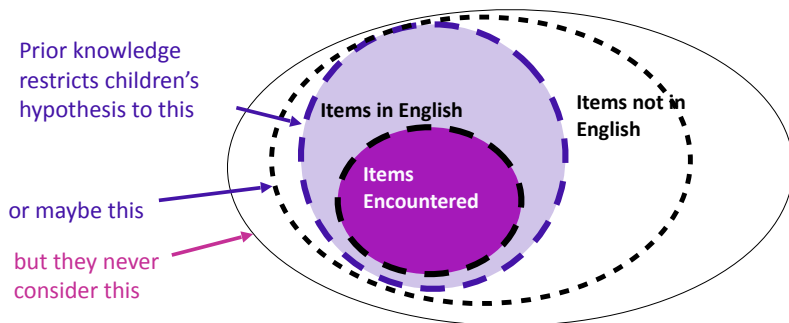 Prior knowledge
restricts children’s
hypothesis to this
Items in English
Items not in
English
Items
Encountered
or maybe this
but they never
consider this